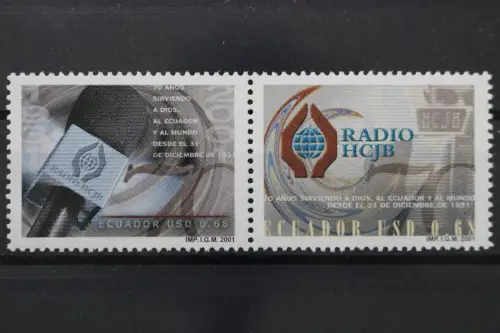 70 AÑOS
SIRVIENDO
A DIOS,
AL ECUADOR
Y AL MUNDO
DESDE EL 31
DE DICIEMBRE DE 1931
RADIO HCJB
ECUADOR USD 0.68
IMP. I.G.M. 2001
HCJB
RADIO
HCJB
70 AÑOS SIRVIENDO A DIOS, AL ECUADOR Y AL MUNDO
DESDE EL 31 DE DICIEMBRE DE 1931
ECUADOR USD 0.68
IMP. I.G.M. 2001